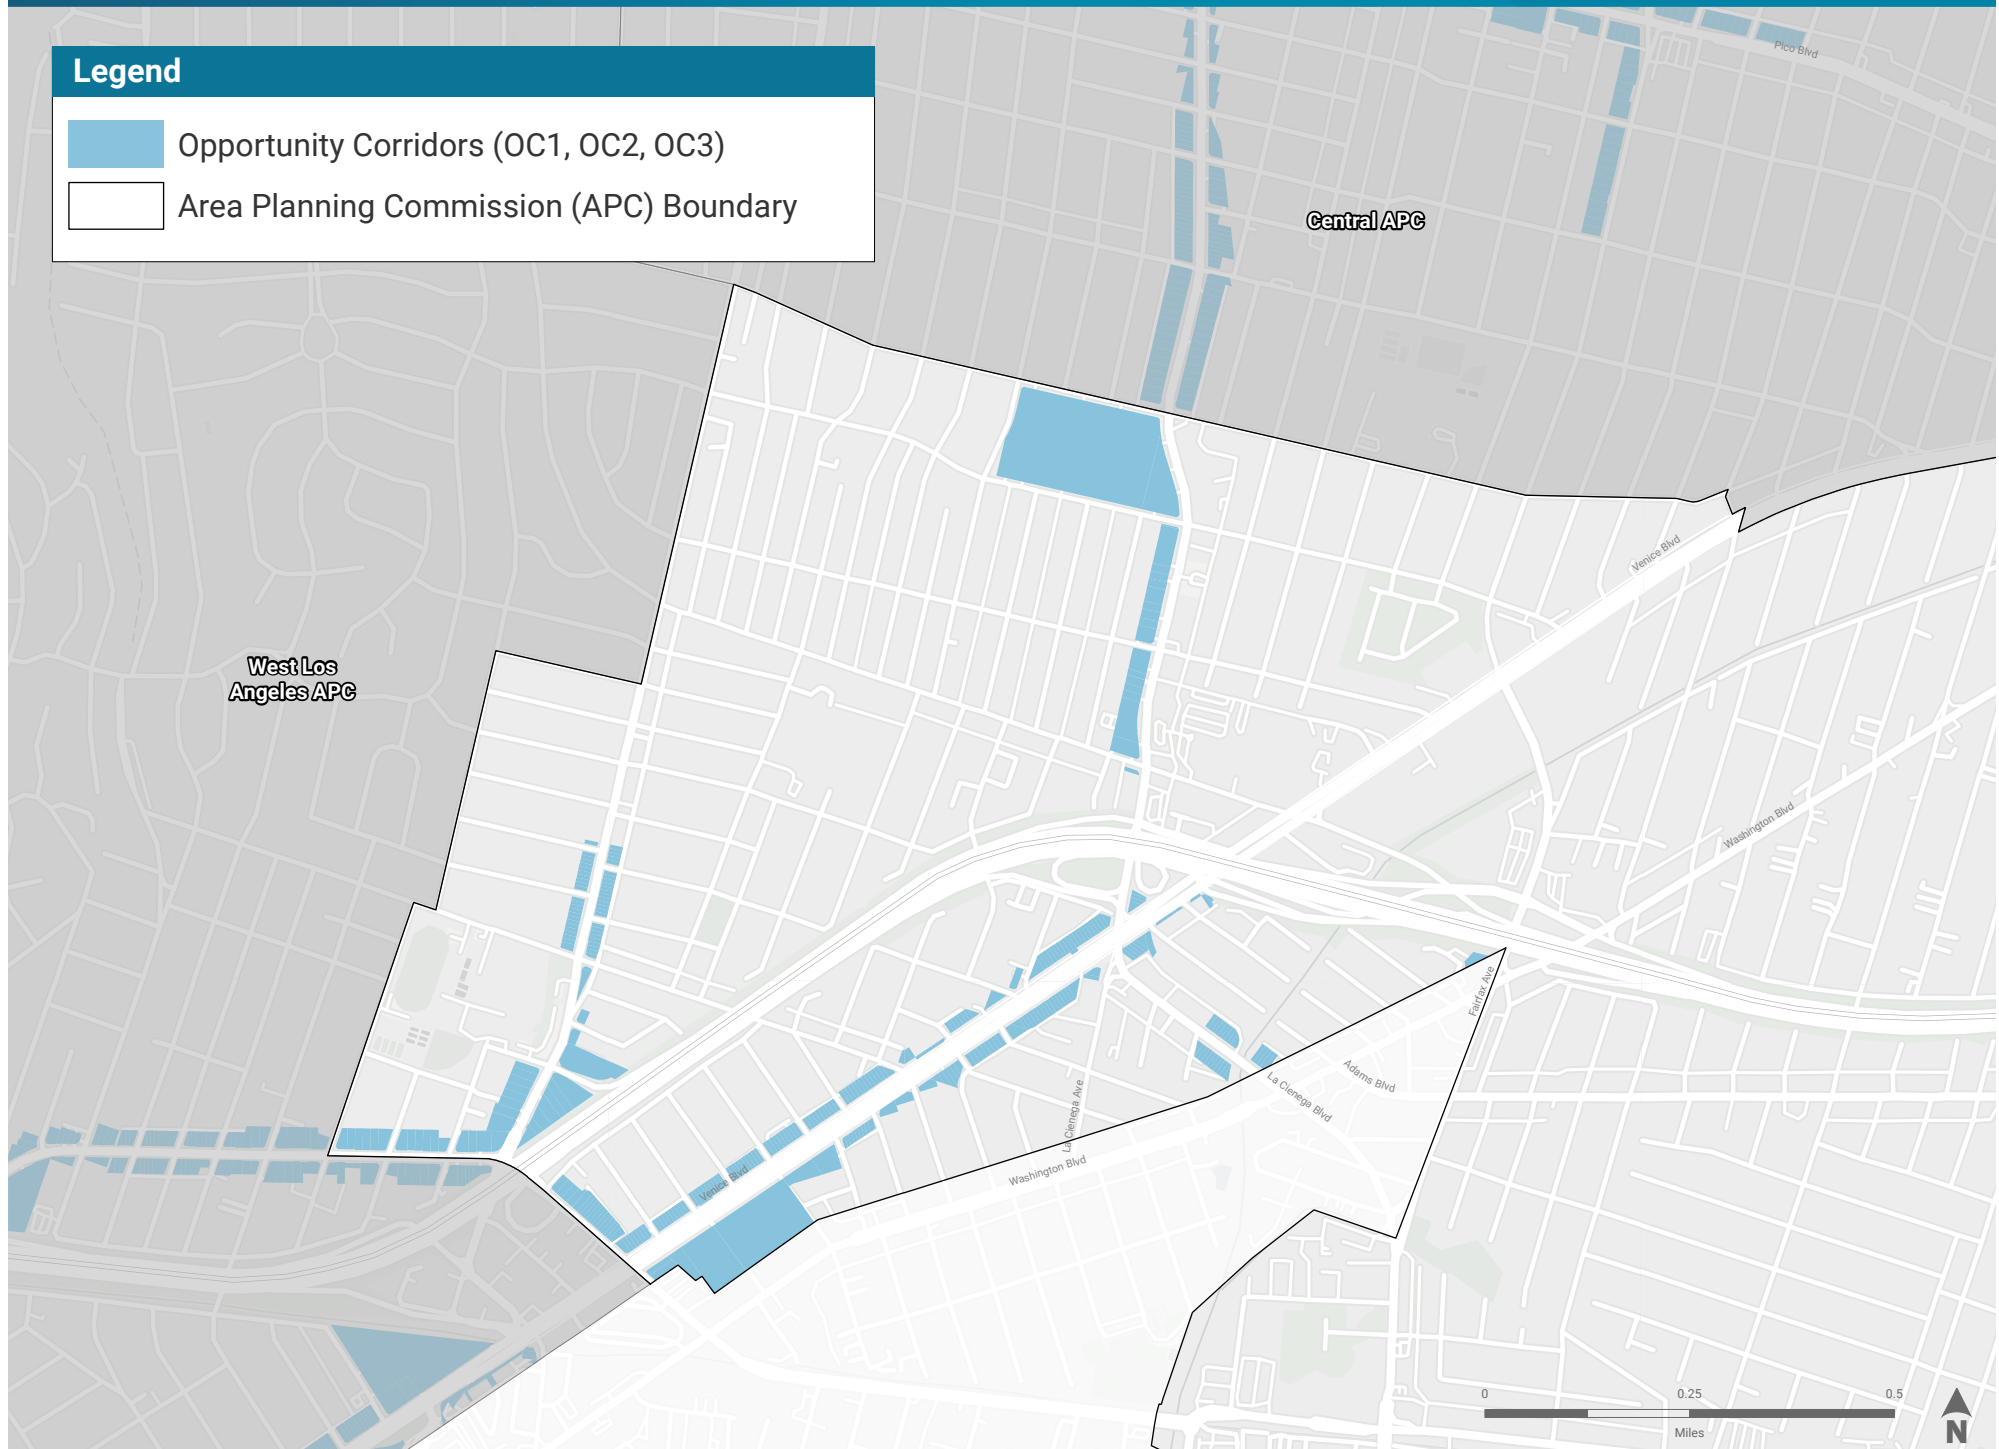 Legend
Opportunity Corridors (OC1, OC2, OC3)
Area Planning Commission (APC) Boundary
Pico Blvd
Central APC
Venice Blvd
West Los
Angeles APC
Washington Blvd
Fairfax Ave
Adams Blvd
La Cienega Blvd
La Cienega Ave
Washington Blvd
Venice Blvd
0 0.25 0.5
Miles
N